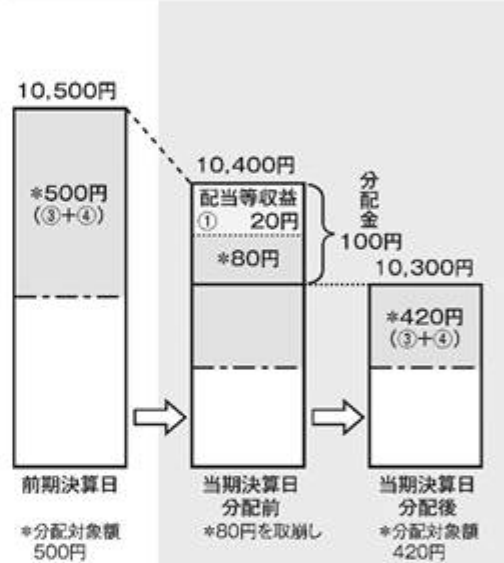 10,500円
*500円
(③+④)
前期決算日
*分配対象額
500円
10,400円
配当等収益
① 20円
*80円
分配金
100円
当期決算日
分配前
*80円を取崩し
10,300円
*420円
(③+④)
当期決算日
分配後
*分配対象額
420円